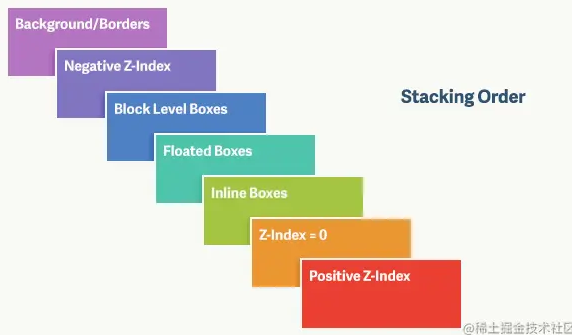 Background/Borders
Negative Z-Index
Block Level Boxes
Stacking Order
Floated Boxes
Inline Boxes
Z-Index = 0
Positive Z-Index
@稀土掘金技术社区